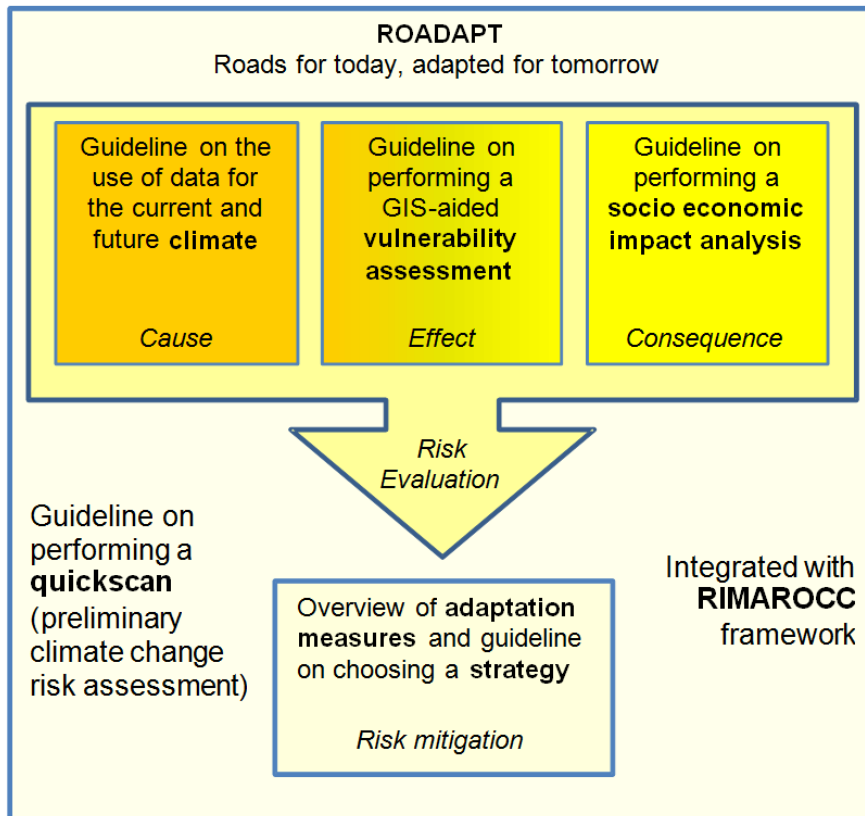 ROADAPT
Roads for today, adapted for tomorrow
Guideline on the
use of data for
the current and
future climate
Cause
Guideline on
performing a
GIS-aided
vulnerability
assessment
Effect
Guideline on
performing a
socio economic
impact analysis
Consequence
Risk
Evaluation
Guideline on
performing a
quickscan
(preliminary
climate change
risk assessment)
Integrated with
RIMAROCC
framework
Overview of adaptation
measures and guideline
on choosing a strategy
Risk mitigation